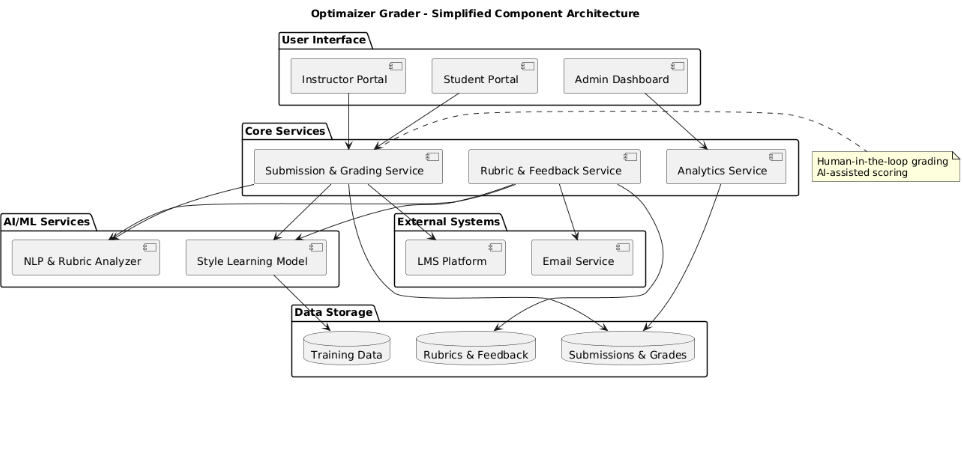 Optimaizer Grader - Simplified Component Architecture
User Interface
Instructor Portal
Student Portal
Admin Dashboard
Core Services
Submission & Grading Service
Rubric & Feedback Service
Analytics Service
Human-in-the-loop grading
AI-assisted scoring
AI/ML Services
NLP & Rubric Analyzer
Style Learning Model
External Systems
LMS Platform
Email Service
Data Storage
Training Data
Rubrics & Feedback
Submissions & Grades